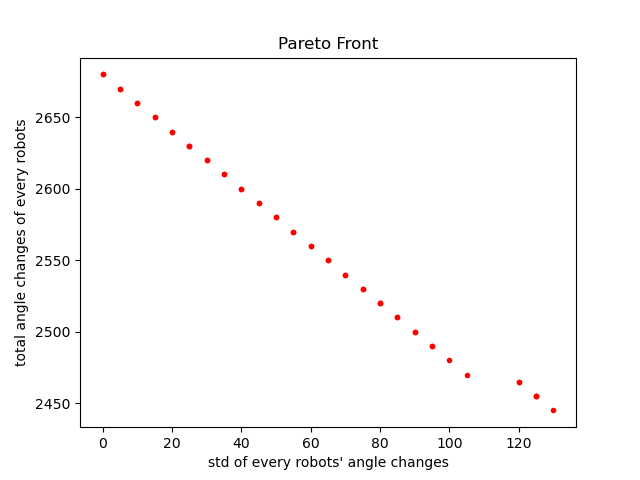 Pareto Front
total angle changes of every robots
2650
2600
2550
2500
2450
0 20 40 60 80 100 120
std of every robots' angle changes